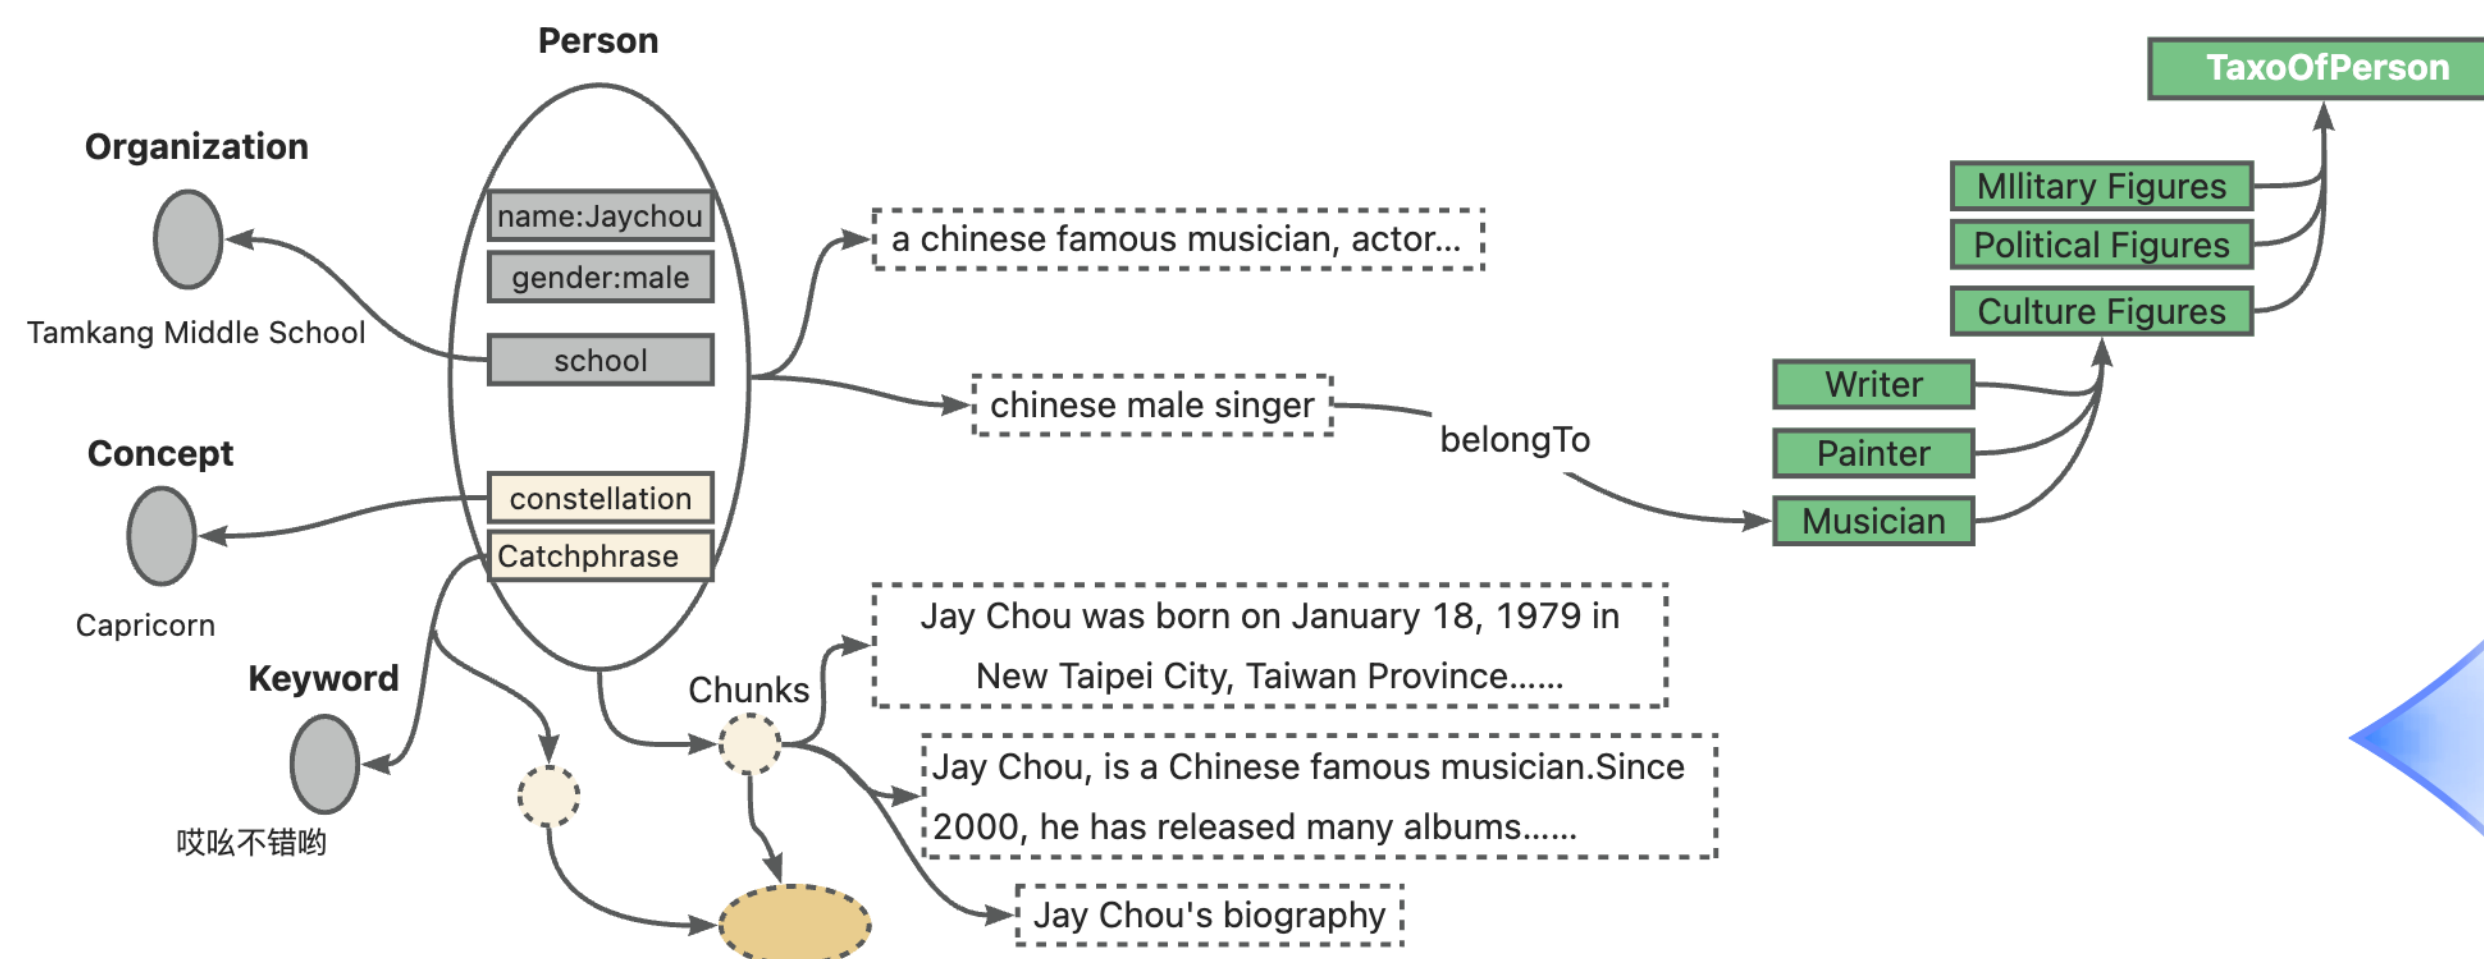 Person
TaxoOfPerson
Organization
name:Jaychou
gender:male
school
Tamkang Middle School
a chinese famous musician, actor...
MIlitary Figures
Political Figures
Culture Figures
chinese male singer
belongTo
Writer
Painter
Musician
Concept
constellation
Catchphrase
Capricorn
Keyword
哎吆不错哟
Chunks
Jay Chou was born on January 18, 1979 in
New Taipei City, Taiwan Province......
Jay Chou, is a Chinese famous musician.Since
2000, he has released many albums......
Jay Chou's biography